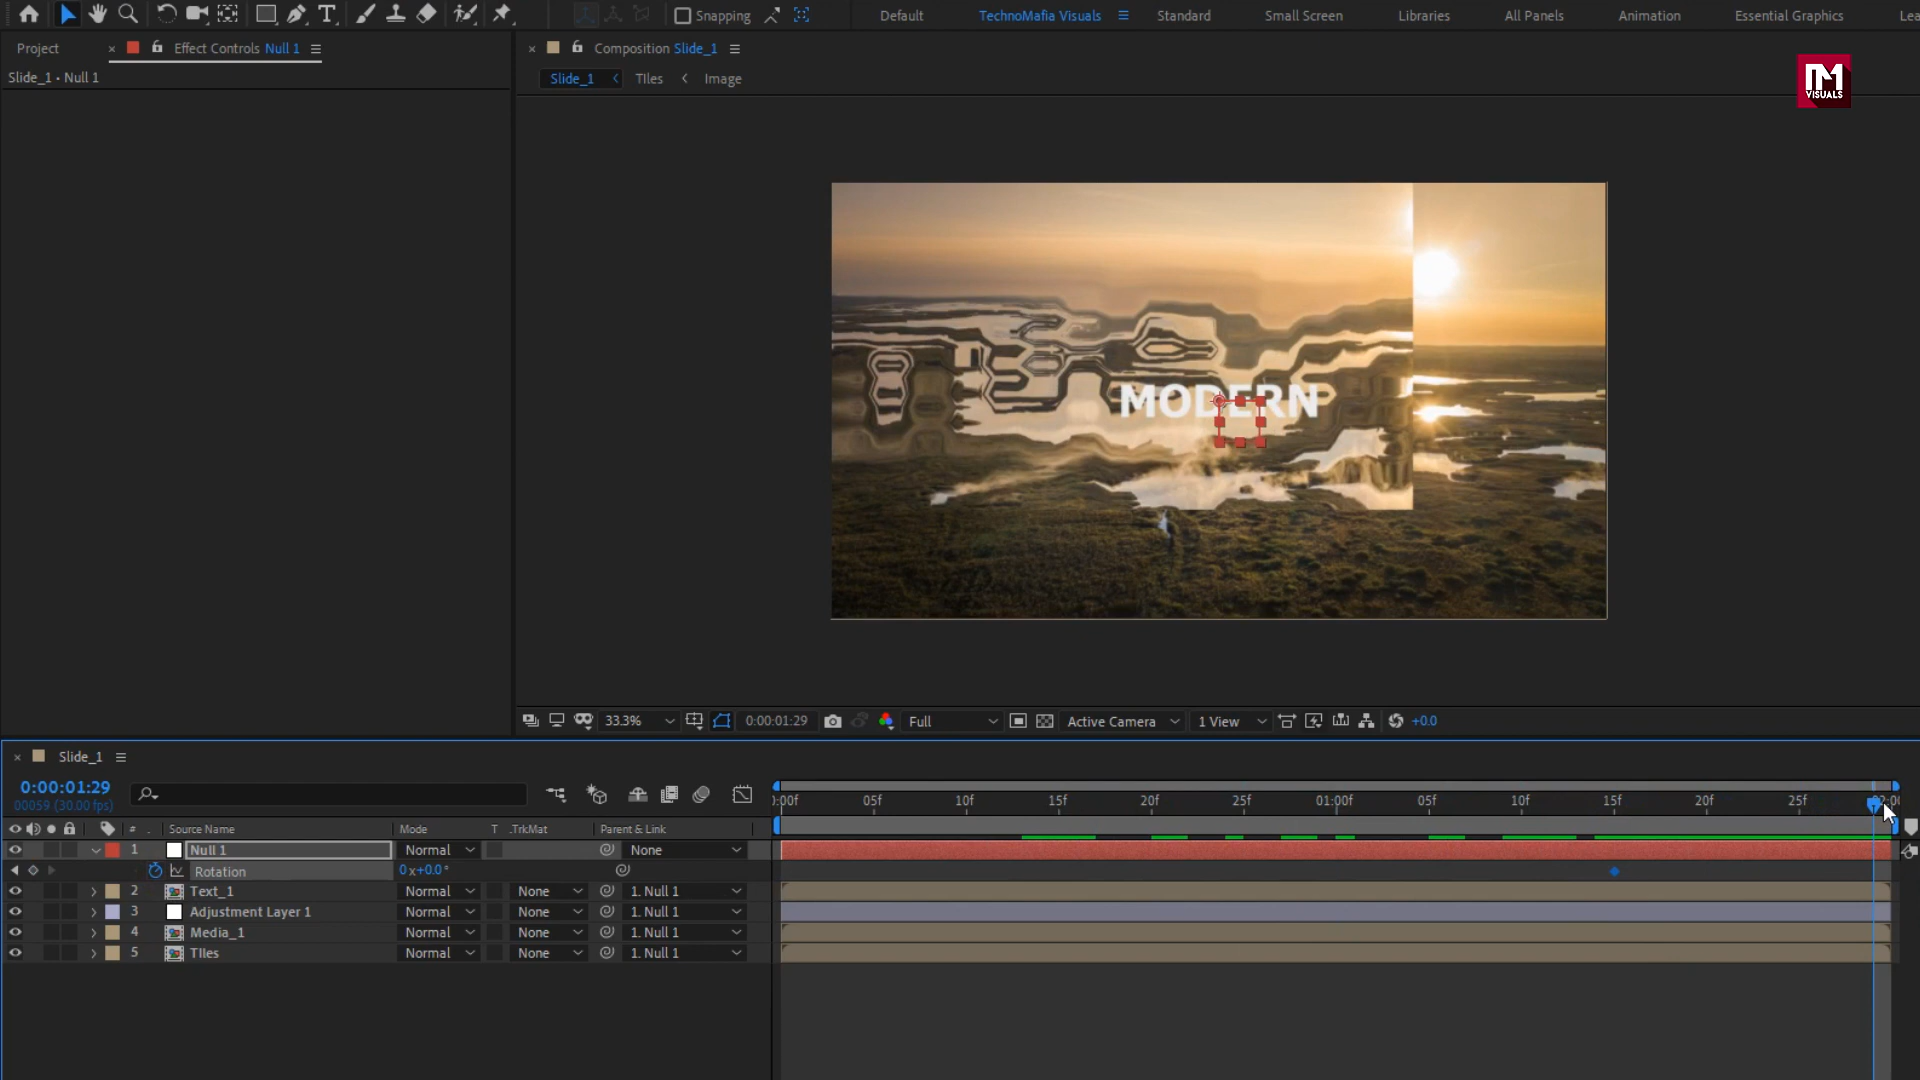 Snapping
Default
TechnoMafia Visuals
Standard
Small Screen
Libraries
All Panels
Animation
Essential Graphics
Lea
Project
Effect Controls Null 1
Composition Slide_1
Slide_1 • Null 1
Slide_1
TIles
Image
VISUALS
MODERN
33.3%
0:00:01:29
Full
Active Camera
1 View
+0.0
Slide_1
0:00:01:29
00059 (30.00 fps)
:00f 05f 10f 15f 20f 25f 01:00f 05f 10f 15f 20f 25f 02:00
# Source Name Mode T .TrkMat Parent & Link
1 Null 1 Normal None
Rotation 0x+0.0°
2 Text_1 Normal None 1. Null 1
3 Adjustment Layer 1 Normal None 1. Null 1
4 Media_1 Normal None 1. Null 1
5 TIles Normal None 1. Null 1